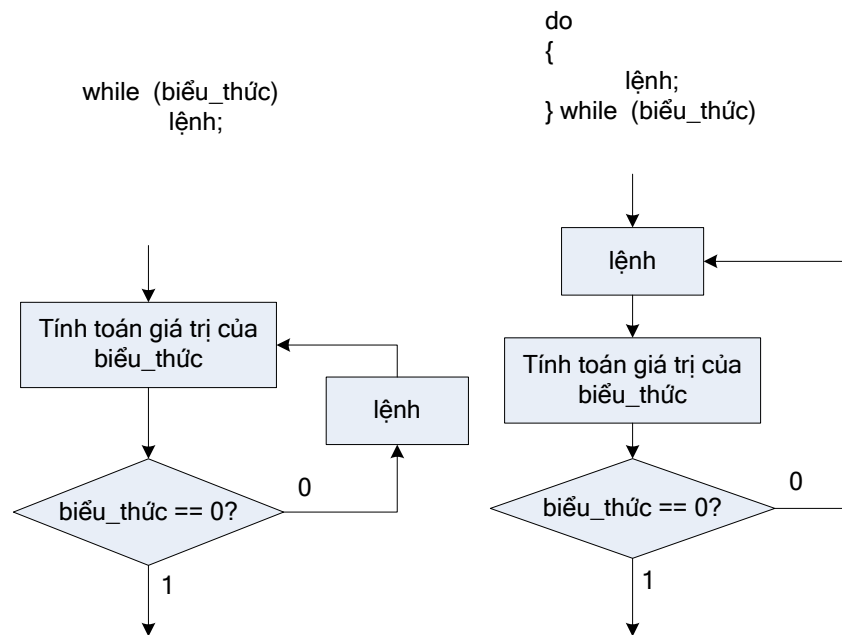 while (biểu_thức)
lệnh;
Tính toán giá trị của
biểu_thức
lệnh
biểu_thức == 0?
0
1
do
{
lệnh;
} while (biểu_thức)
lệnh
Tính toán giá trị của
biểu_thức
biểu_thức == 0?
0
1